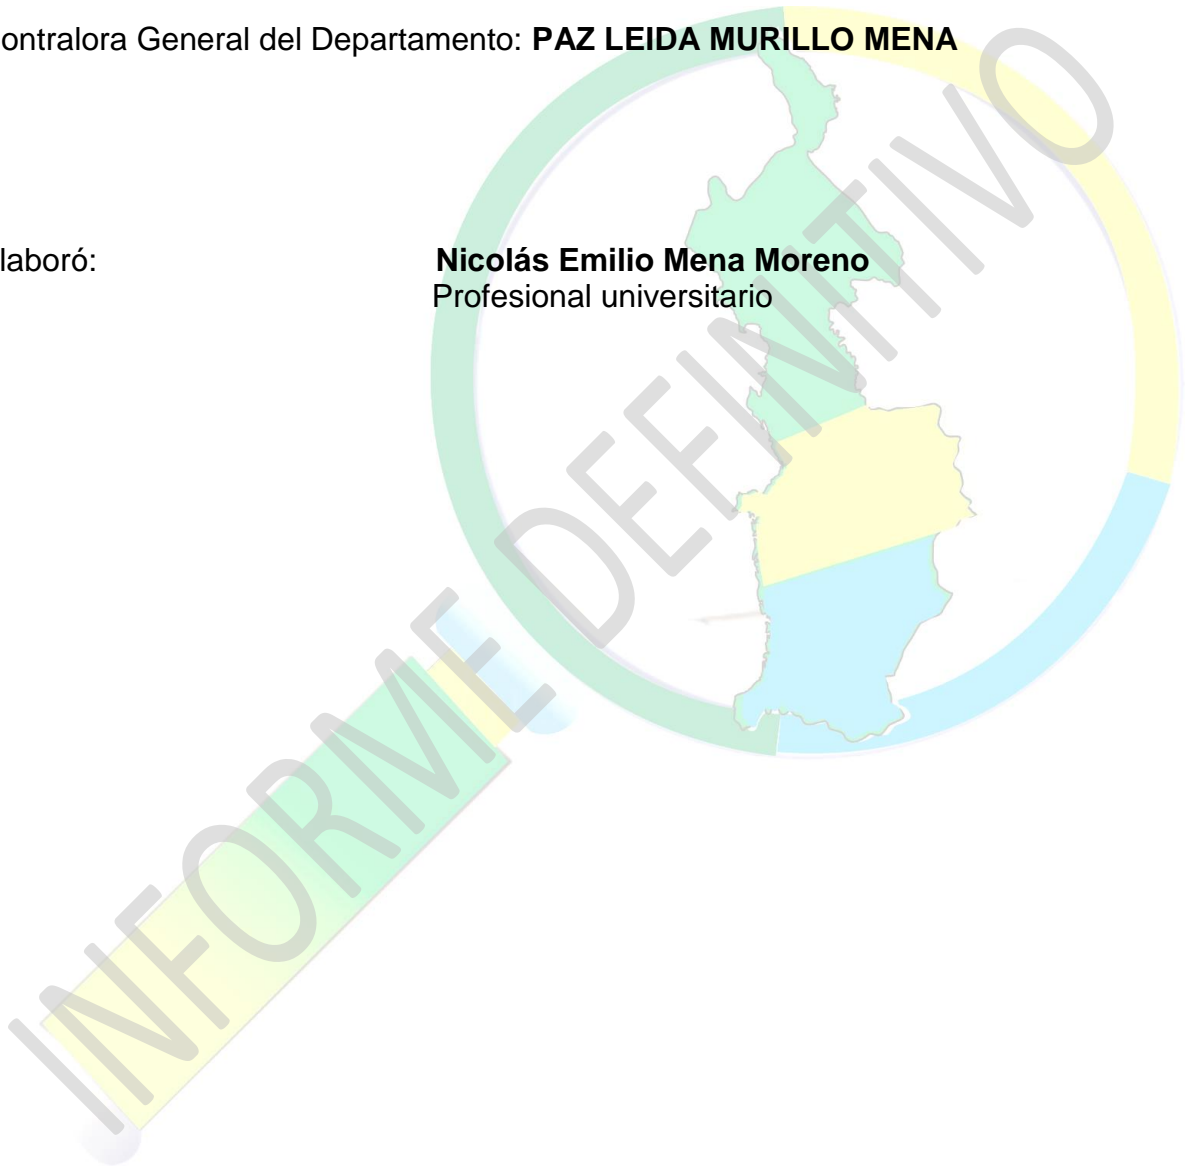 ontralora General del Departamento: PAZ LEIDA MURILLO MENA
laboró: Nicolás Emilio Mena Moreno
Profesional universitario
INFORME DEFINITIVO